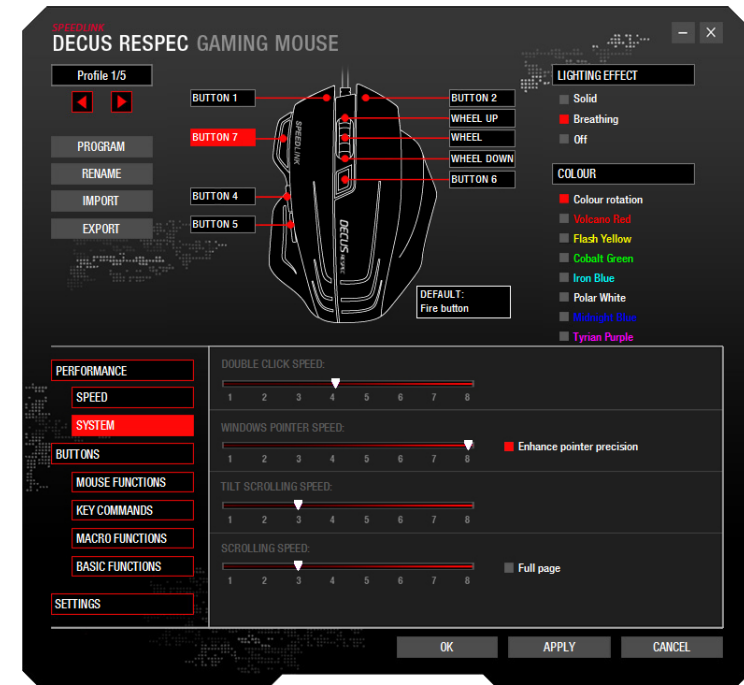 SPEEDLINK
DECUS RESPEC GAMING MOUSE
Profile 1/5
PROGRAM
RENAME
IMPORT
EXPORT
BUTTON 1
BUTTON 7
BUTTON 4
BUTTON 5
BUTTON 2
WHEEL UP
WHEEL
WHEEL DOWN
BUTTON 6
SPEEDLINK
DECUS
RESPEC
DEFAULT:
Fire button
LIGHTING EFFECT
Solid
Breathing
Off
COLOUR
Colour rotation
Volcano Red
Flash Yellow
Cobalt Green
Iron Blue
Polar White
Midnight Blue
Tyrian Purple
PERFORMANCE
SPEED
SYSTEM
BUTTONS
MOUSE FUNCTIONS
KEY COMMANDS
MACRO FUNCTIONS
BASIC FUNCTIONS
SETTINGS
DOUBLE CLICK SPEED:
1 2 3 4 5 6 7 8
WINDOWS POINTER SPEED:
Enhance pointer precision
1 2 3 4 5 6 7 8
TILT SCROLLING SPEED:
1 2 3 4 5 6 7 8
SCROLLING SPEED:
Full page
1 2 3 4 5 6 7 8
OK
APPLY
CANCEL